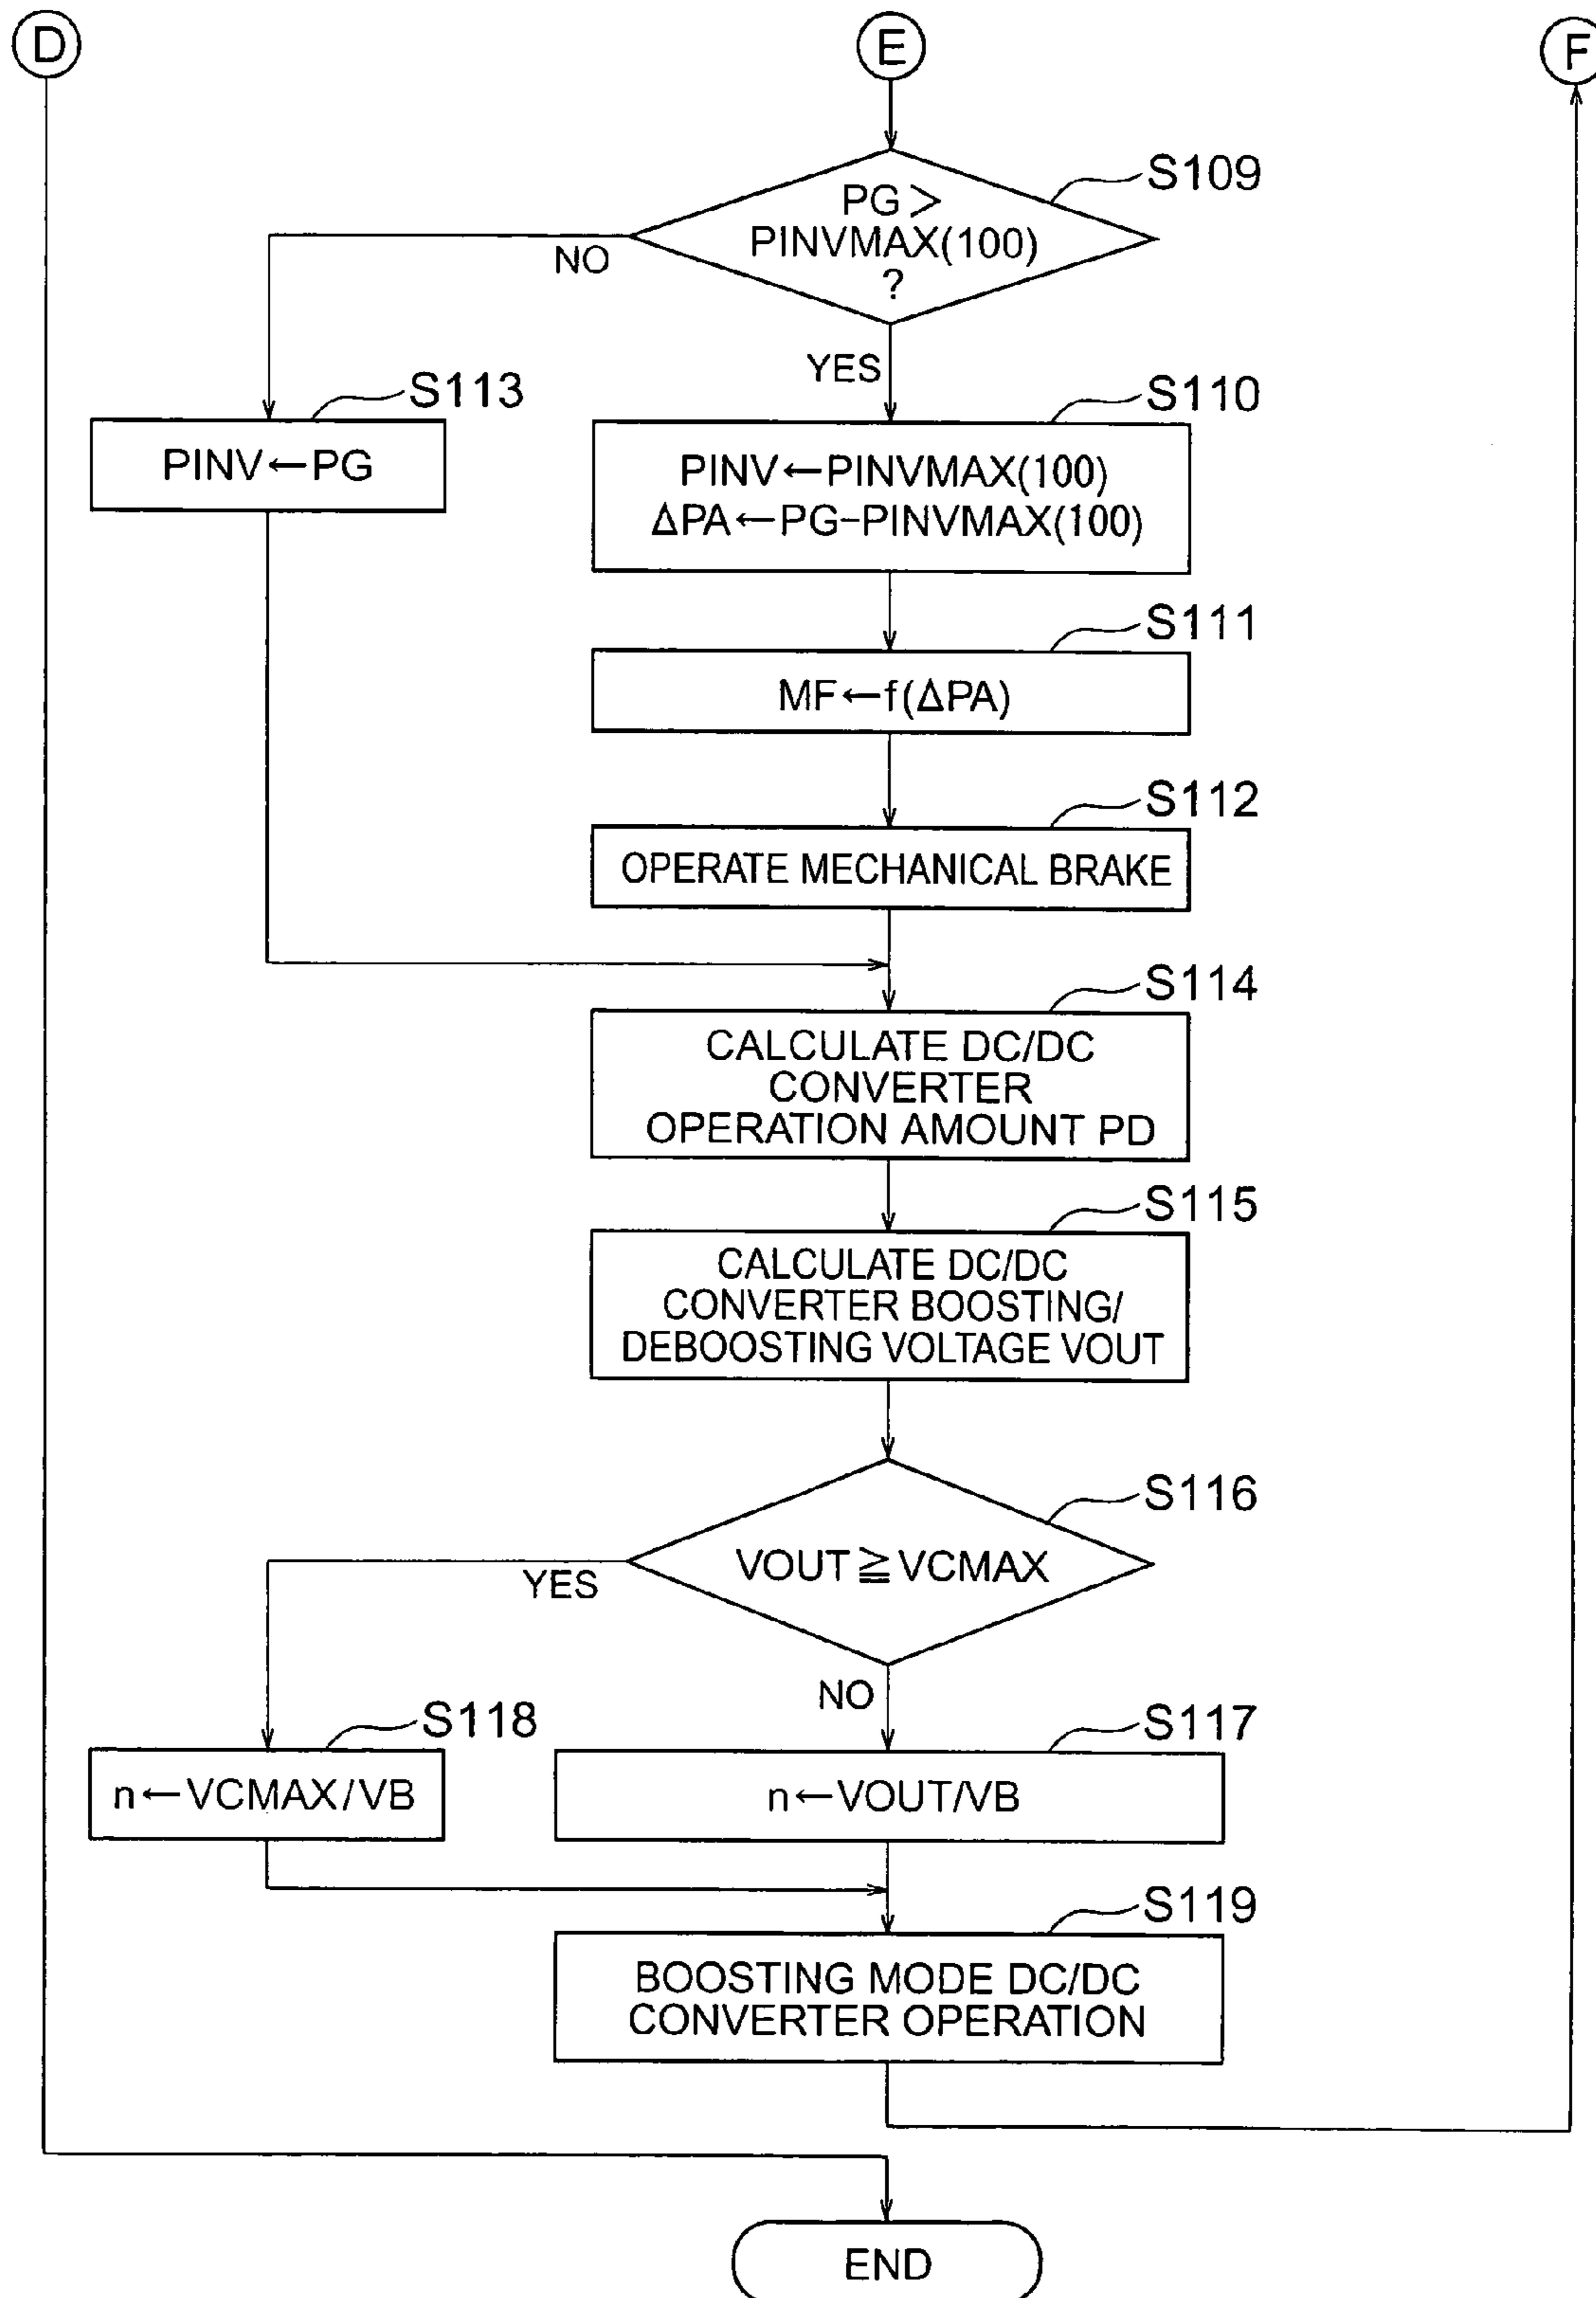 D
E
F
S109
PG >
PINVMAX(100)
?
NO
YES
S113
PINV←PG
S110
PINV←PINVMAX(100)
ΔPA←PG-PINVMAX(100)
S111
MF←f(ΔPA)
S112
OPERATE MECHANICAL BRAKE
S114
CALCULATE DC/DC
CONVERTER
OPERATION AMOUNT PD
S115
CALCULATE DC/DC
CONVERTER BOOSTING/
DEBOOSTING VOLTAGE VOUT
S116
VOUT≧VCMAX
YES
NO
S118
n←VCMAX/VB
S117
n←VOUT/VB
S119
BOOSTING MODE DC/DC
CONVERTER OPERATION
END